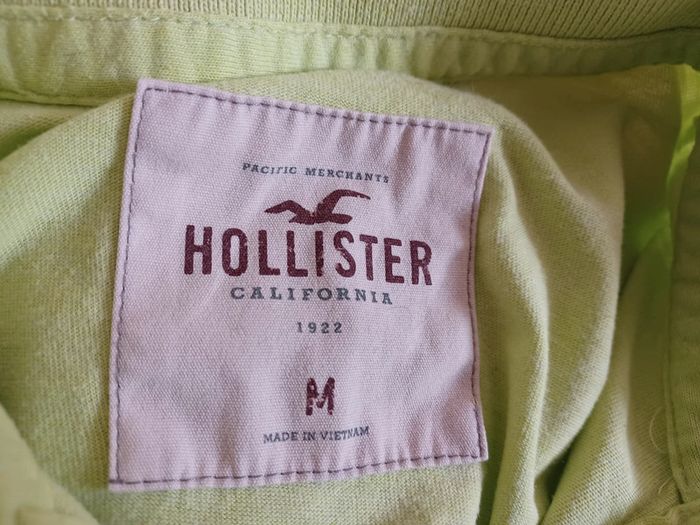 PACIFIC MERCHANTS
HOLLISTER
CALIFORNIA
1922
M
MADE IN VIETNAM